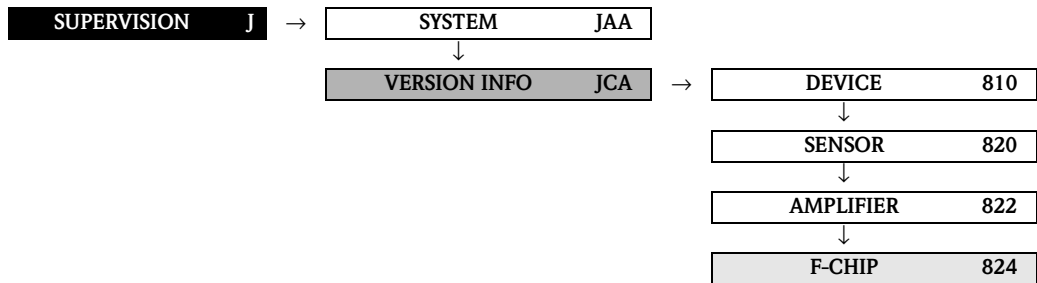 SUPERVISION J → SYSTEM JAA
↓
VERSION INFO JCA → DEVICE 810
↓
SENSOR 820
↓
AMPLIFIER 822
↓
F-CHIP 824